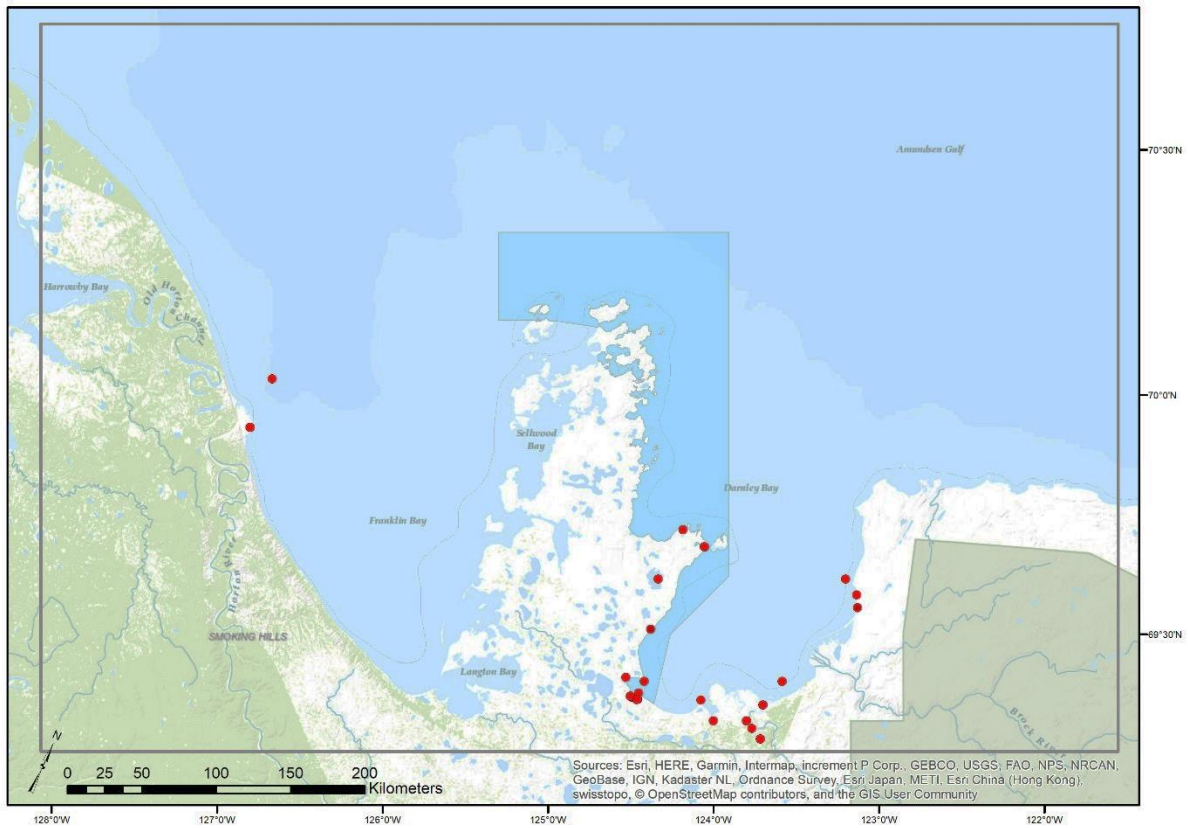 Amundsen Gulf
70°30'N
Harrowby Bay
Old Horton Channel
70°0'N
Sellwood
Bay
Darnley Bay
Franklin Bay
Horton River
SMOKING HILLS
69°30'N
Langton Bay
Brock River
N
0 25 50 100 150 200
Kilometers
Sources: Esri, HERE, Garmin, Intermap, increment P Corp., GEBCO, USGS, FAO, NPS, NRCAN,
GeoBase, IGN, Kadaster NL, Ordnance Survey, Esri Japan, METI, Esri China (Hong Kong),
swisstopo, © OpenStreetMap contributors, and the GIS User Community
128°0'W 127°0'W 126°0'W 125°0'W 124°0'W 123°0'W 122°0'W